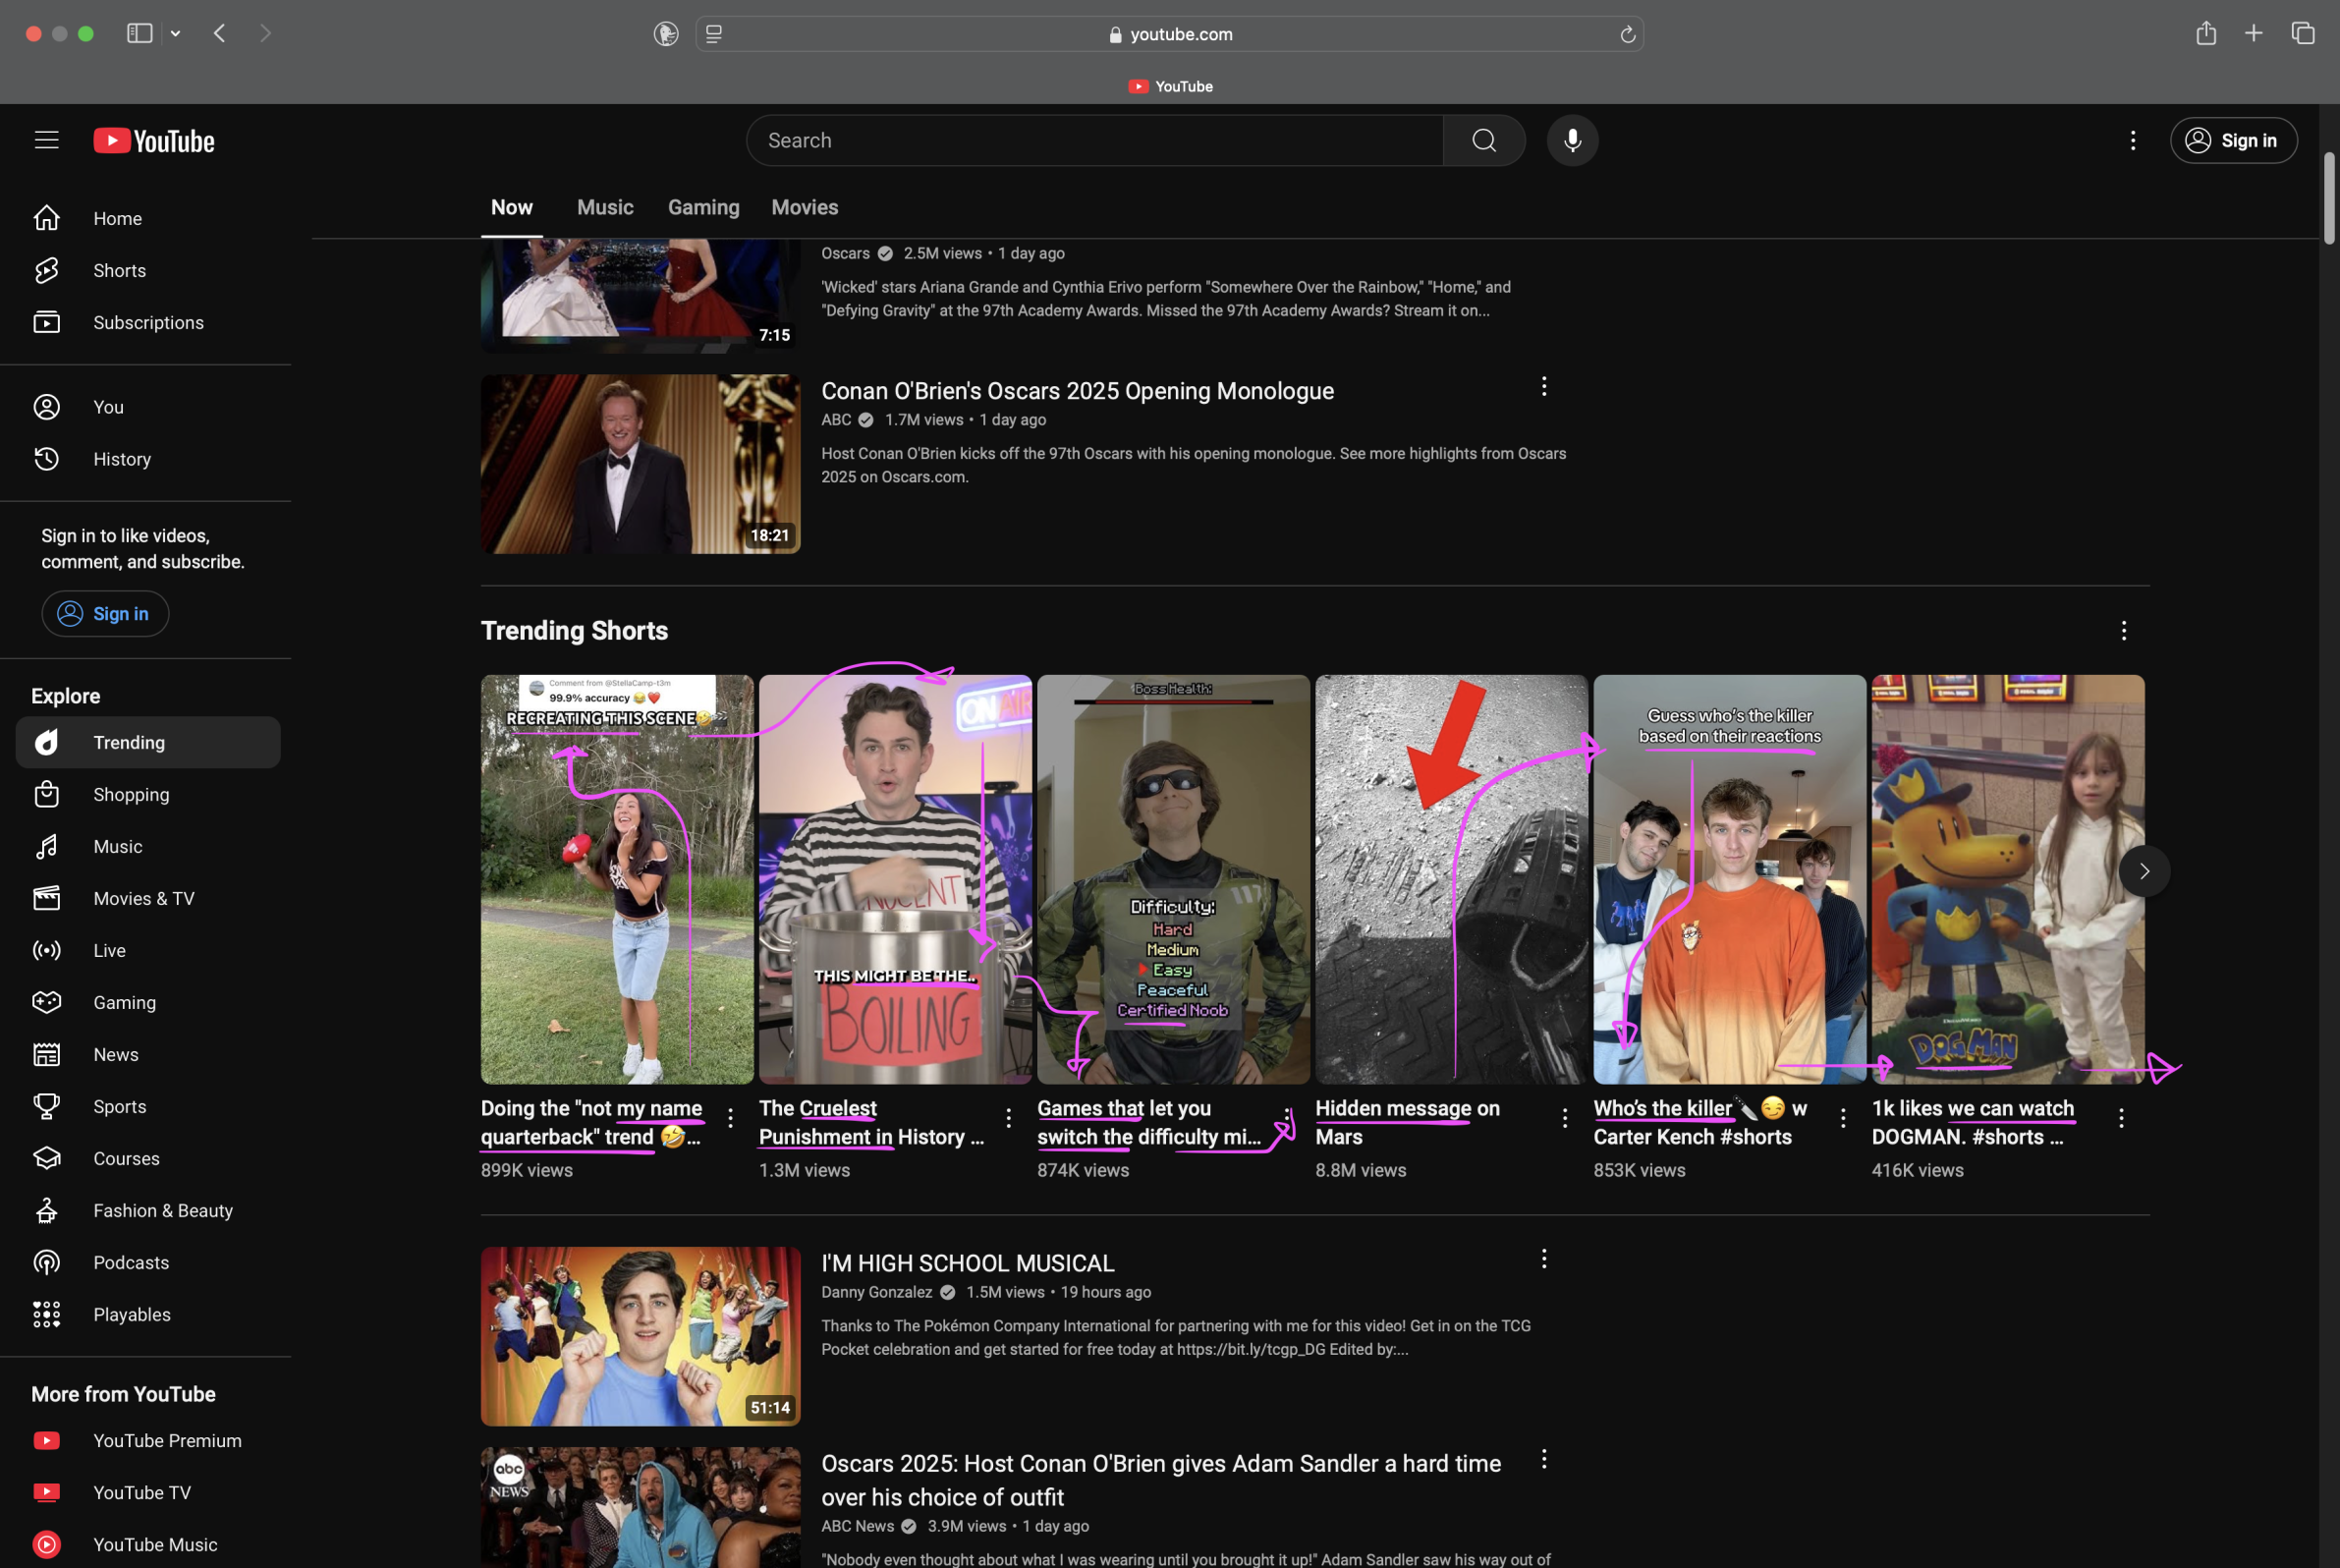 youtube.com
YouTube
YouTube
Search
Sign in
Now Music Gaming Movies
Home
Shorts
Subscriptions
You
History
Sign in to like videos,
comment, and subscribe.
Sign in
Explore
Trending
Shopping
Music
Movies & TV
Live
Gaming
News
Sports
Courses
Fashion & Beauty
Podcasts
Playables
More from YouTube
YouTube Premium
YouTube TV
YouTube Music
Oscars 2.5M views • 1 day ago
'Wicked' stars Ariana Grande and Cynthia Erivo perform "Somewhere Over the Rainbow," "Home," and
"Defying Gravity" at the 97th Academy Awards. Missed the 97th Academy Awards? Stream it on...
7:15
Conan O'Brien's Oscars 2025 Opening Monologue
ABC 1.7M views • 1 day ago
Host Conan O'Brien kicks off the 97th Oscars with his opening monologue. See more highlights from Oscars
2025 on Oscars.com.
18:21
Trending Shorts
Comment from @StellaCamp-t3m
99.9% accuracy 😂❤️
RECREATING THIS SCENE🤣🎬
Doing the "not my name
quarterback" trend 🤣...
899K views
ON AIR
THIS MIGHT BE THE..
BOILING
The Cruelest
Punishment in History ...
1.3M views
Boss Health:
Difficulty:
Hard
Medium
Easy
Peaceful
Certified Noob
Games that let you
switch the difficulty mi...
874K views
Hidden message on
Mars
8.8M views
Guess who's the killer
based on their reactions
Who's the killer🔪😏 w
Carter Kench #shorts
853K views
DOG MAN
1k likes we can watch
DOGMAN. #shorts ...
416K views
I'M HIGH SCHOOL MUSICAL
Danny Gonzalez 1.5M views • 19 hours ago
Thanks to The Pokémon Company International for partnering with me for this video! Get in on the TCG
Pocket celebration and get started for free today at https://bit.ly/tcgp_DG Edited by:...
51:14
abc
NEWS
Oscars 2025: Host Conan O'Brien gives Adam Sandler a hard time
over his choice of outfit
ABC News 3.9M views • 1 day ago
"Nobody even thought about what I was wearing until you brought it up!" Adam Sandler saw his way out of